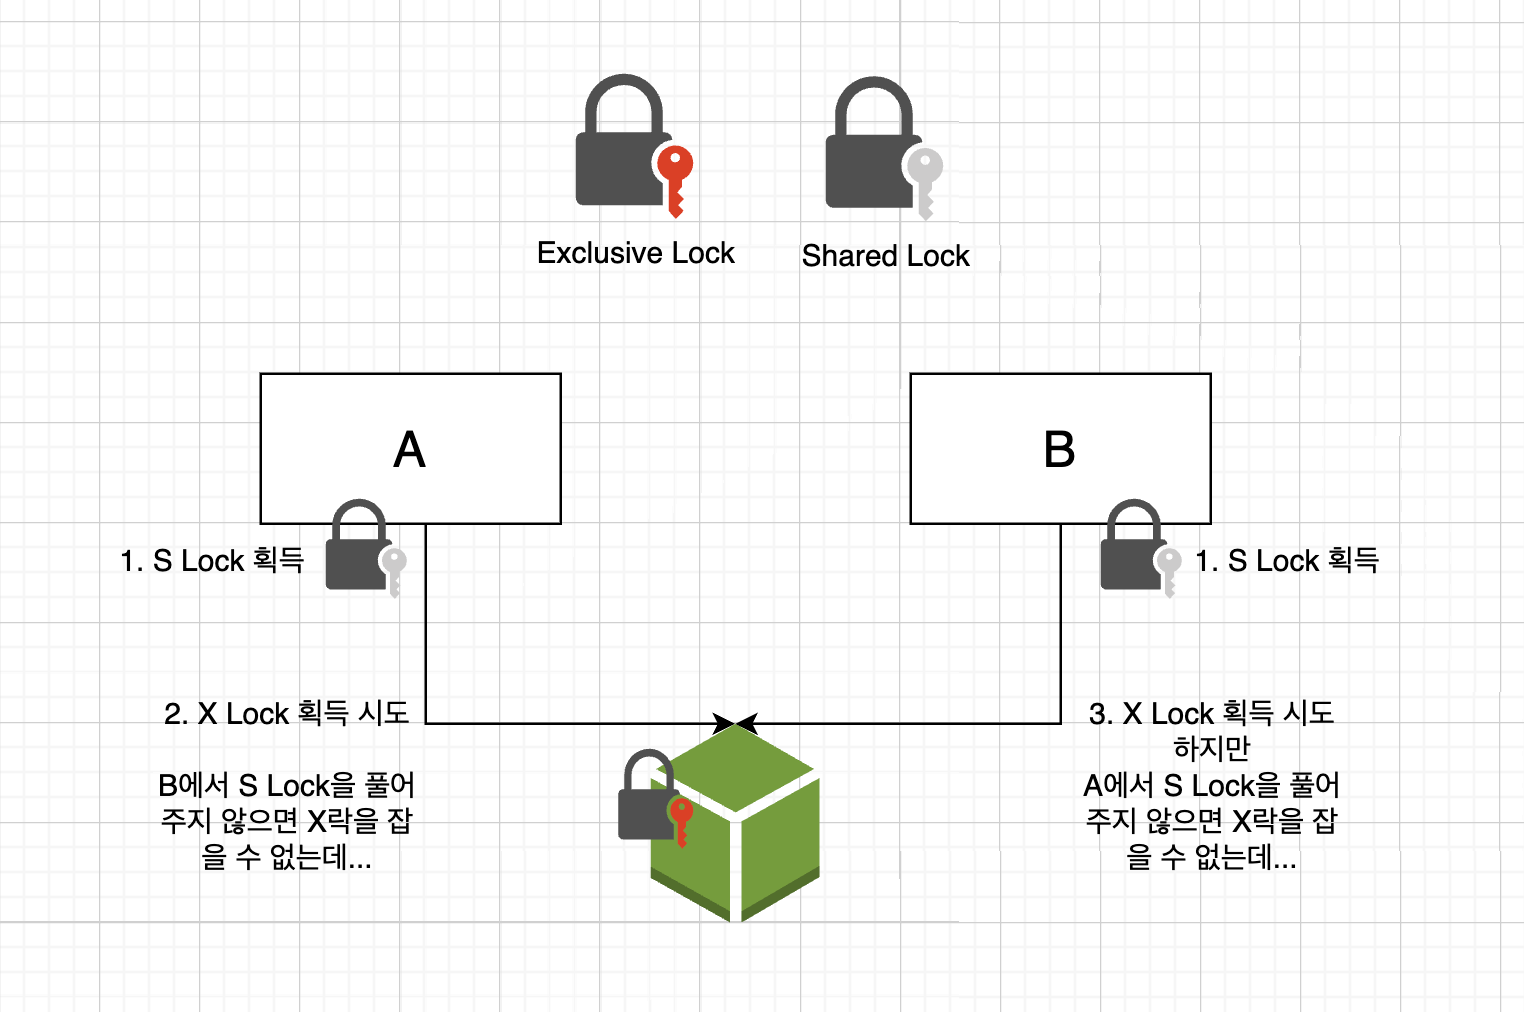 Exclusive Lock
Shared Lock
A
B
1. S Lock 획득
1. S Lock 획득
2. X Lock 획득 시도
B에서 S Lock을 풀어
주지 않으면 X락을 잡
을 수 없는데...
3. X Lock 획득 시도
하지만
A에서 S Lock을 풀어
주지 않으면 X락을 잡
을 수 없는데...